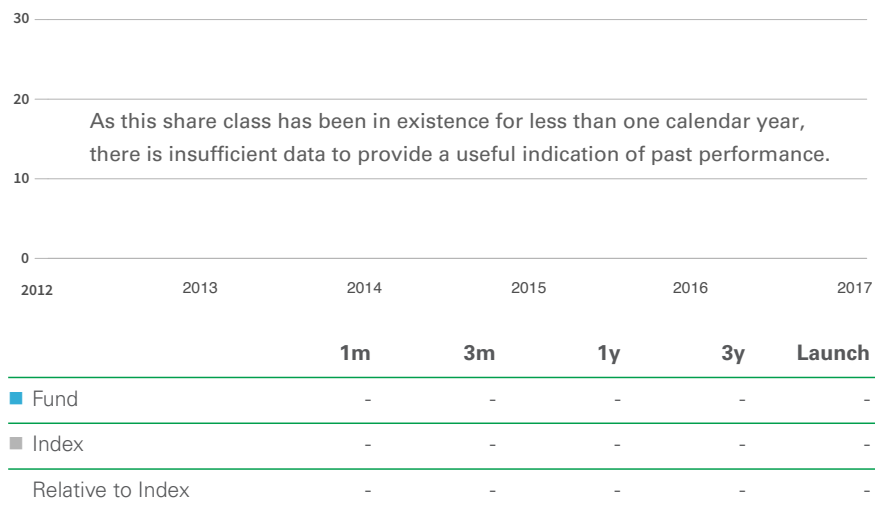 30
20
As this share class has been in existence for less than one calendar year,
there is insufficient data to provide a useful indication of past performance.
10
0
2012 2013 2014 2015 2016 2017
1m 3m 1y 3y Launch
Fund - - - - -
Index - - - - -
Relative to Index - - - - -